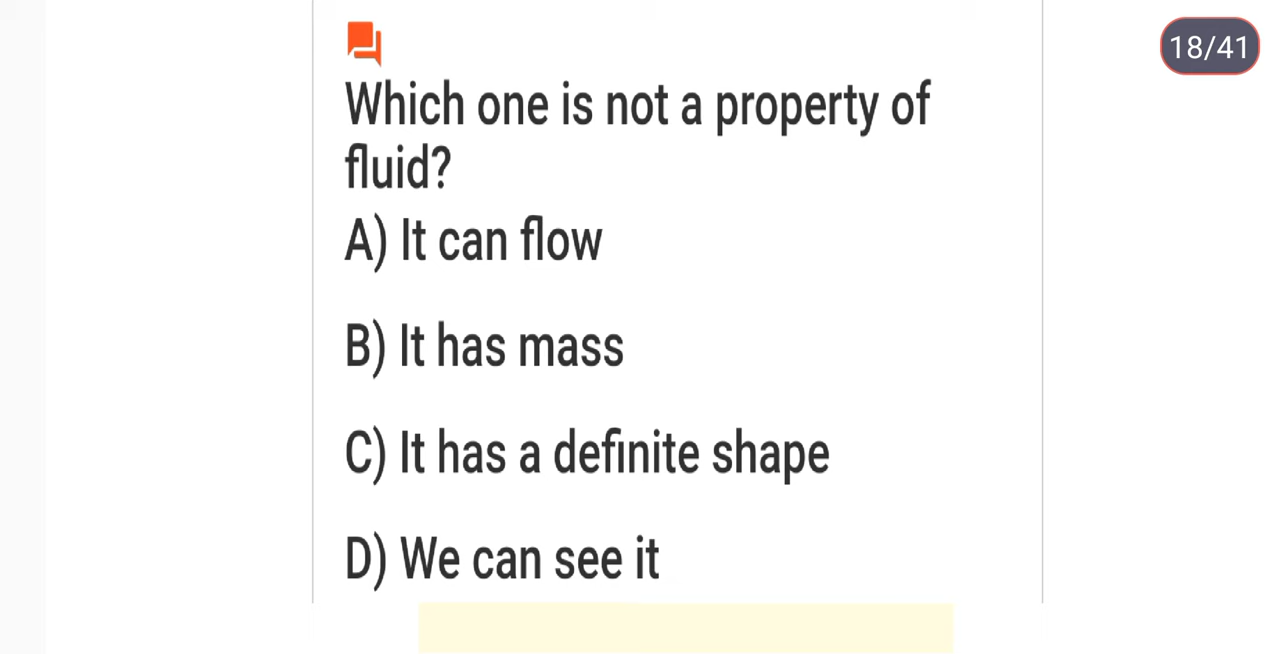 18/41
Which one is not a property of
fluid?
A) It can flow
B) It has mass
C) It has a definite shape
D) We can see it